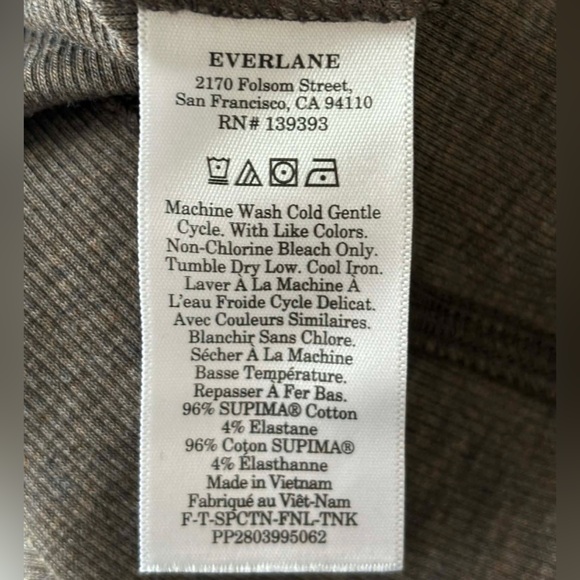 EVERLANE
2170 Folsom Street,
San Francisco, CA 94110
RN# 139393
Machine Wash Cold Gentle
Cycle. With Like Colors.
Non-Chlorine Bleach Only.
Tumble Dry Low. Cool Iron.
Laver À La Machine À
L'eau Froide Cycle Delicat.
Avec Couleurs Similaires.
Blanchir Sans Chlore.
Sécher À La Machine
Basse Température.
Repasser À Fer Bas.
96% SUPIMA® Cotton
4% Elastane
96% Coton SUPIMA®
4% Élasthanne
Made in Vietnam
Fabriqué au Viêt-Nam
F-T-SPCTN-FNL-TNK
PP2803995062